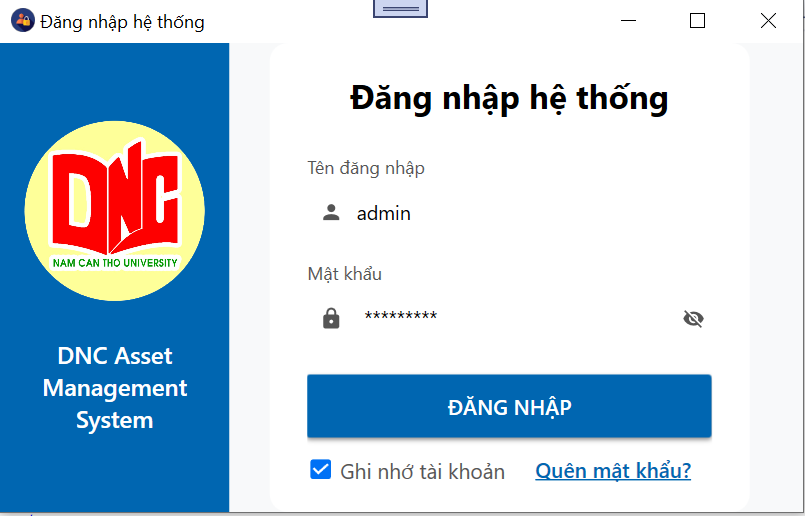 Đăng nhập hệ thống
DNC
NAM CAN THO UNIVERSITY
DNC Asset
Management
System
Đăng nhập hệ thống
Tên đăng nhập
admin
Mật khẩu
*********
ĐĂNG NHẬP
Ghi nhớ tài khoản
Quên mật khẩu?